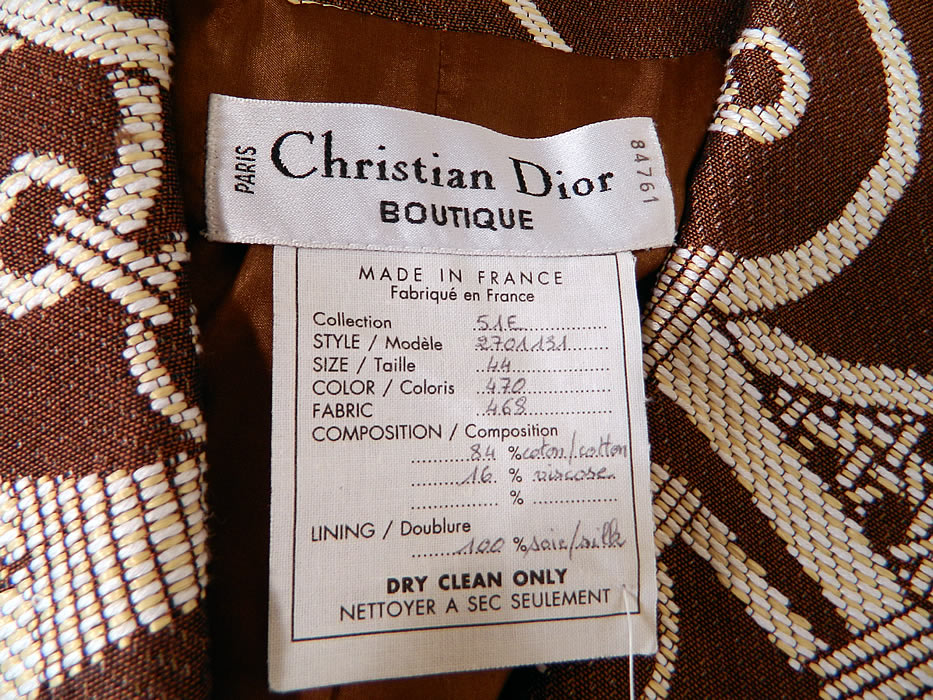 PARIS
Christian Dior
BOUTIQUE
84761
MADE IN FRANCE
Fabriqué en France
Collection 51E
STYLE / Modèle 2701131
SIZE / Taille 44
COLOR / Coloris 470
FABRIC 468
COMPOSITION / Composition
84 % coton/cotton
16. % viscose
%
LINING / Doublure
100 % soie/silk
DRY CLEAN ONLY
NETTOYER A SEC SEULEMENT